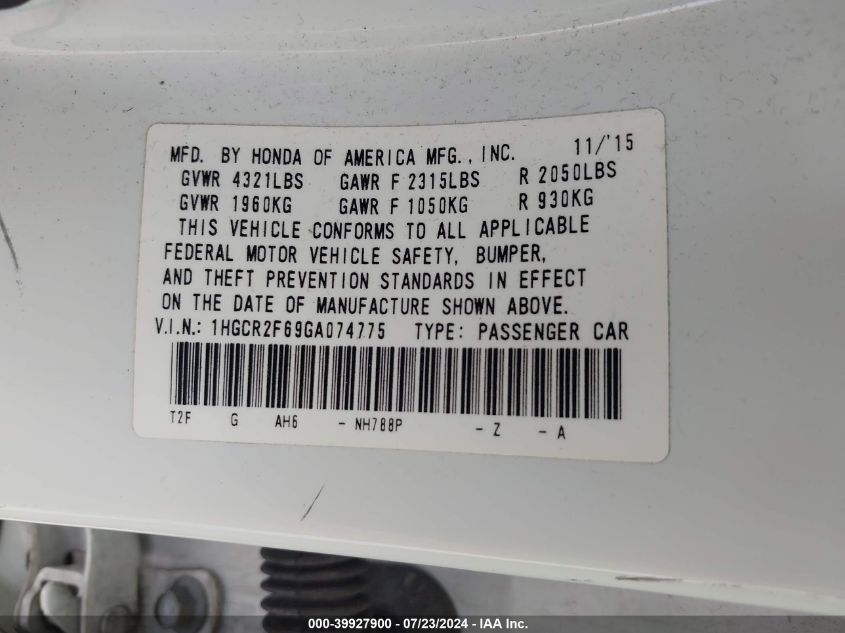 MFD. BY HONDA OF AMERICA MFG., INC. 11/'15
GVWR 4321LBS GAWR F 2315LBS R 2050LBS
GVWR 1960KG GAWR F 1050KG R 930KG
THIS VEHICLE CONFORMS TO ALL APPLICABLE
FEDERAL MOTOR VEHICLE SAFETY, BUMPER,
AND THEFT PREVENTION STANDARDS IN EFFECT
ON THE DATE OF MANUFACTURE SHOWN ABOVE.
V.I.N.: 1HGCR2F69GA074775 TYPE: PASSENGER CAR
T2F G AH6 - NH788P - Z - A
000-39927900 / 07/23/2024 - IAA Inc.